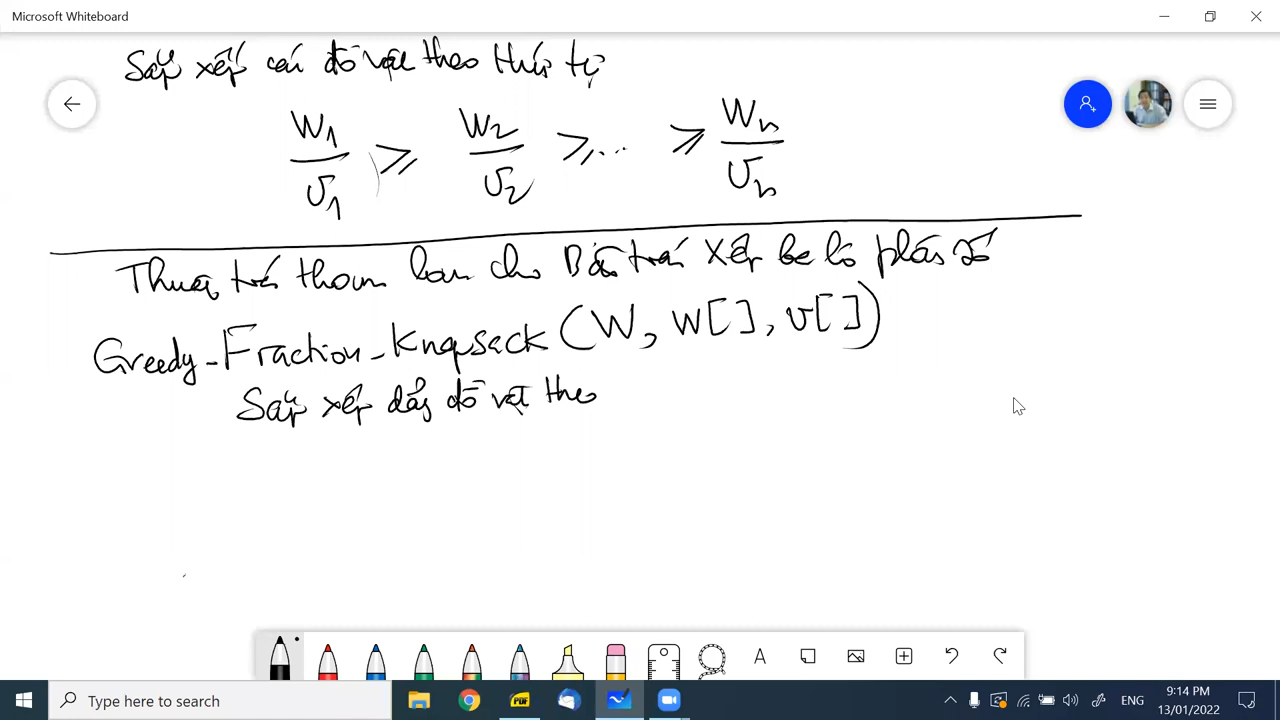 Microsoft Whiteboard
Sắp xếp các đồ vật theo thứ tự
W1/v1 ≥ W2/v2 ≥ ... ≥ Wn/vn
Thuật toán tham lam cho Bài toán xếp ba lô phân số
Greedy-Fraction-Knapsack (W, W[], v[])
Sắp xếp dãy đồ vật theo
Type here to search
ENG
9:14 PM
13/01/2022